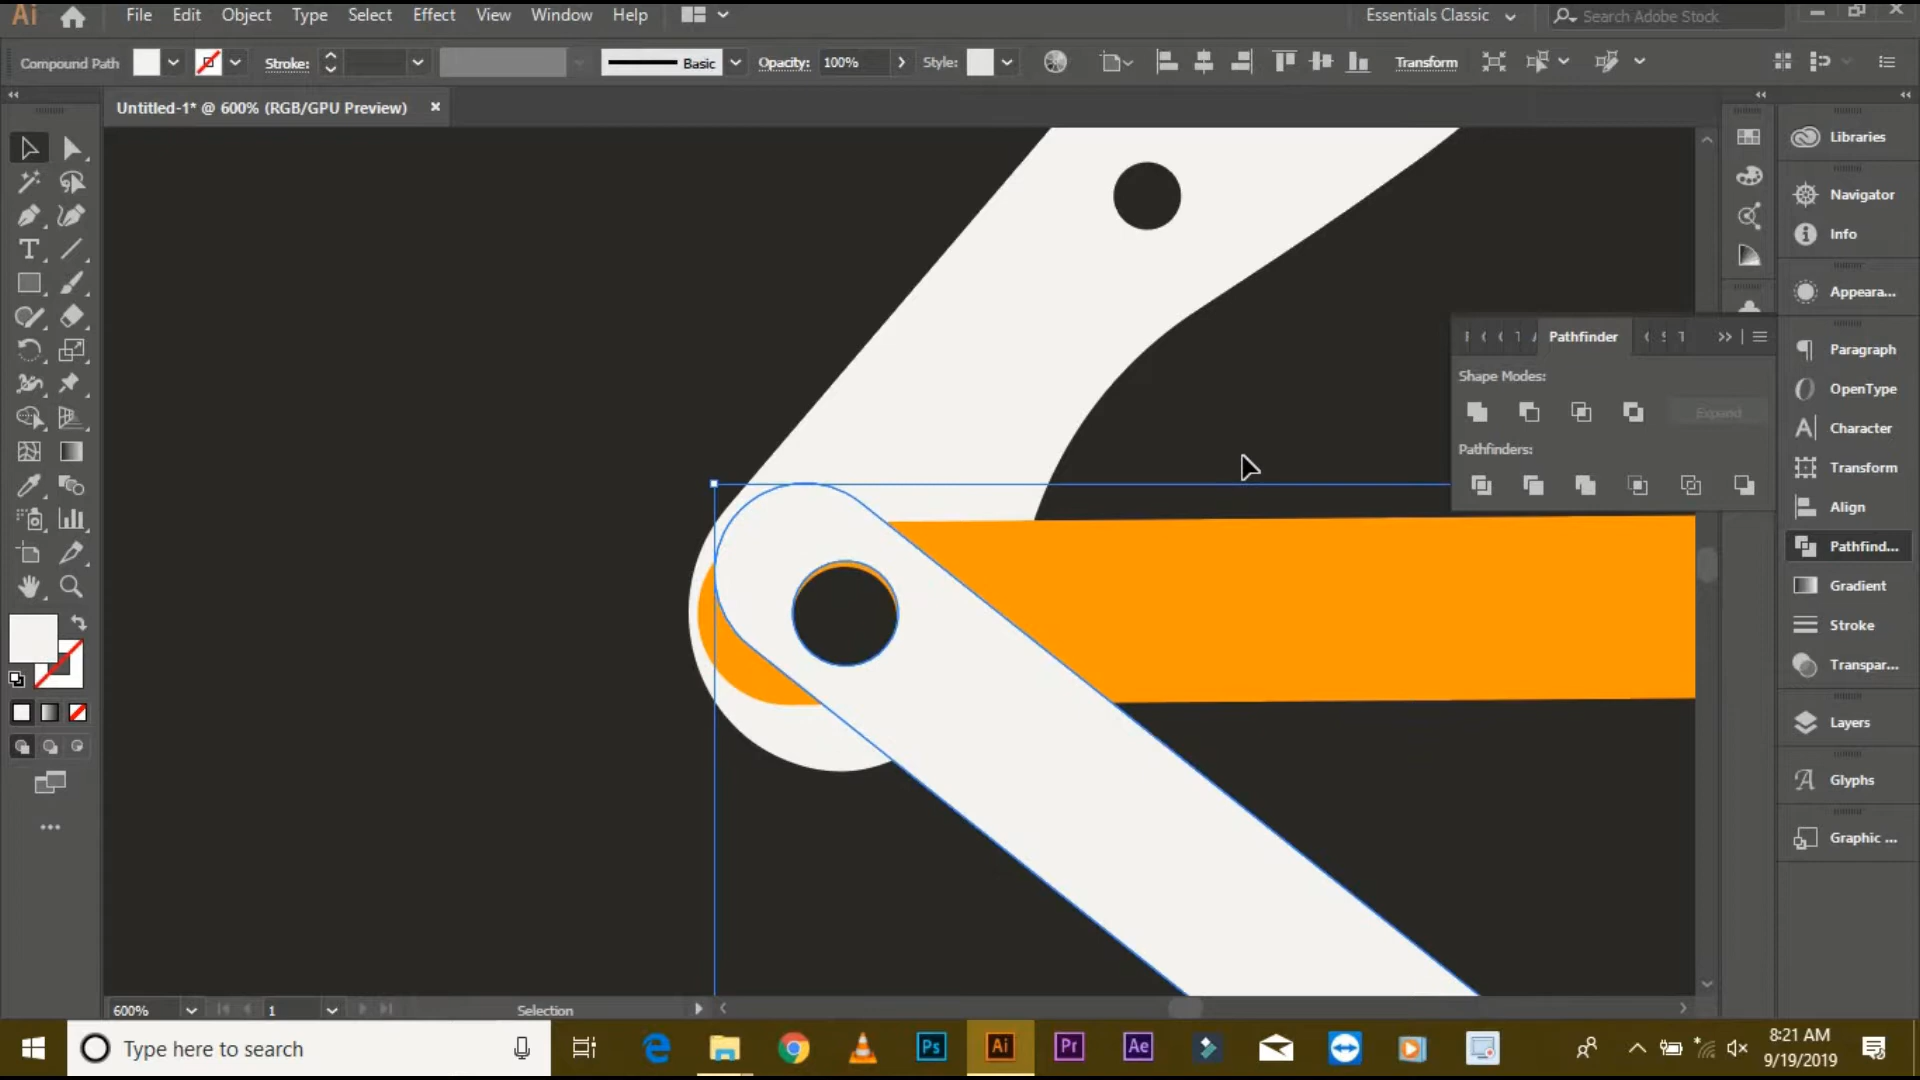 Ai File Edit Object Type Select Effect View Window Help Essentials Classic Search Adobe Stock
Compound Path Stroke: Basic Opacity: 100% Style: Transform
Untitled-1* @ 600% (RGB/GPU Preview)
Libraries
Navigator
Info
Appeara...
Pathfinder
Shape Modes:
Expand
Pathfinders:
Paragraph
OpenType
Character
Transform
Align
Pathfind...
Gradient
Stroke
Transpar...
Layers
Glyphs
Graphic ...
600% 1 Selection
Type here to search
Ps Ai Pr Ae
8:21 AM
9/19/2019